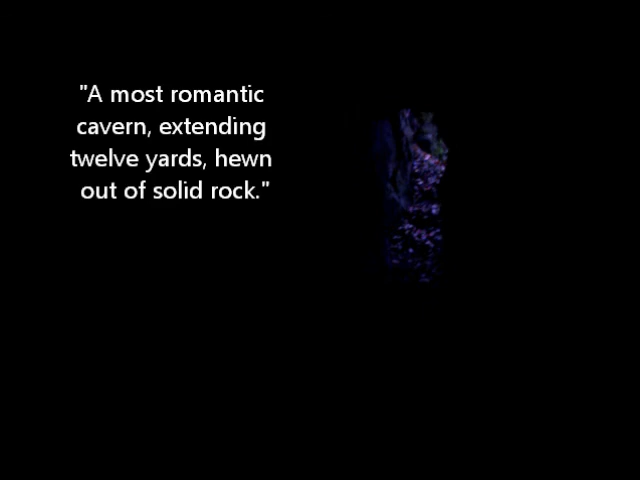 "A most romantic
cavern, extending
twelve yards, hewn
out of solid rock."